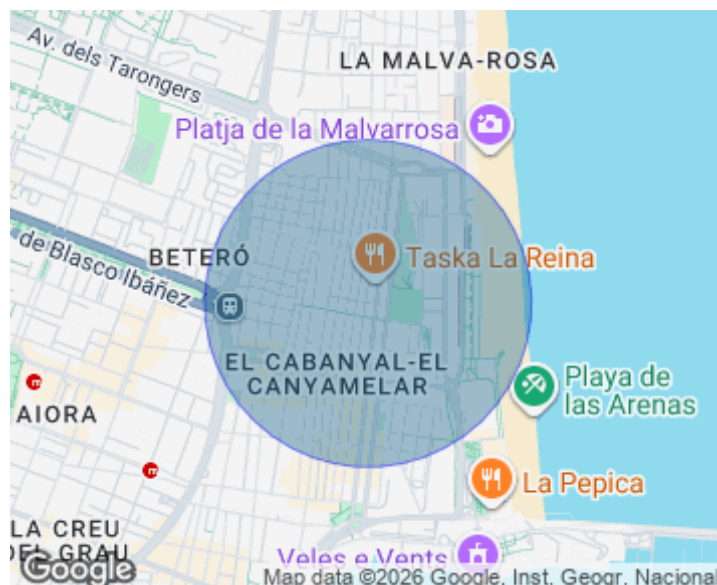 LA MALVA-ROSA
Av. dels Tarongers
Platja de la Malvarrosa
BETERÓ
Taska La Reina
de Blasco Ibáñez
EL CABANYAL-EL
CANYAMELAR
Playa de
las Arenas
AIORA
m
m
La Pepica
LA CREU
DEL GRAU
Veles e Vents
Google
Map data ©2026 Google, Inst. Geogr. Nacional